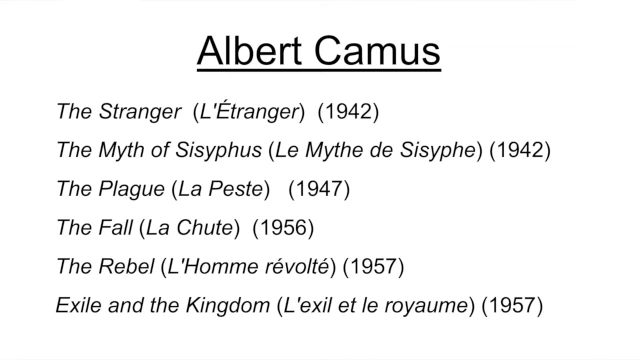 Albert Camus
The Stranger (L'Étranger) (1942)
The Myth of Sisyphus (Le Mythe de Sisyphe) (1942)
The Plague (La Peste) (1947)
The Fall (La Chute) (1956)
The Rebel (L'Homme révolté) (1957)
Exile and the Kingdom (L'exil et le royaume) (1957)